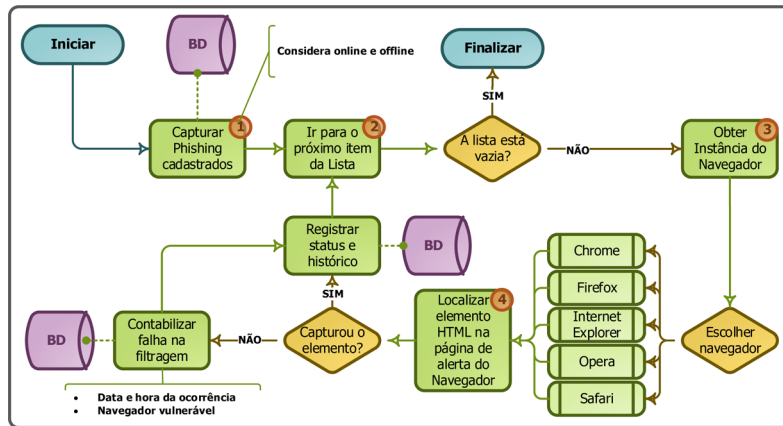 Iniciar
BD
Considera online e offline
Finalizar
SIM
1
Capturar
Phishing
cadastrados
2
Ir para o
próximo item
da Lista
A lista está
vazia?
NÃO
3
Obter
Instância do
Navegador
Registrar
status e
histórico
BD
SIM
4
Localizar
elemento
HTML na
página de
alerta do
Navegador
Chrome
Firefox
Internet
Explorer
Opera
Safari
Escolher
navegador
BD
Contabilizar
falha na
filtragem
NÃO
Capturou o
elemento?
• Data e hora da ocorrência
• Navegador vulnerável